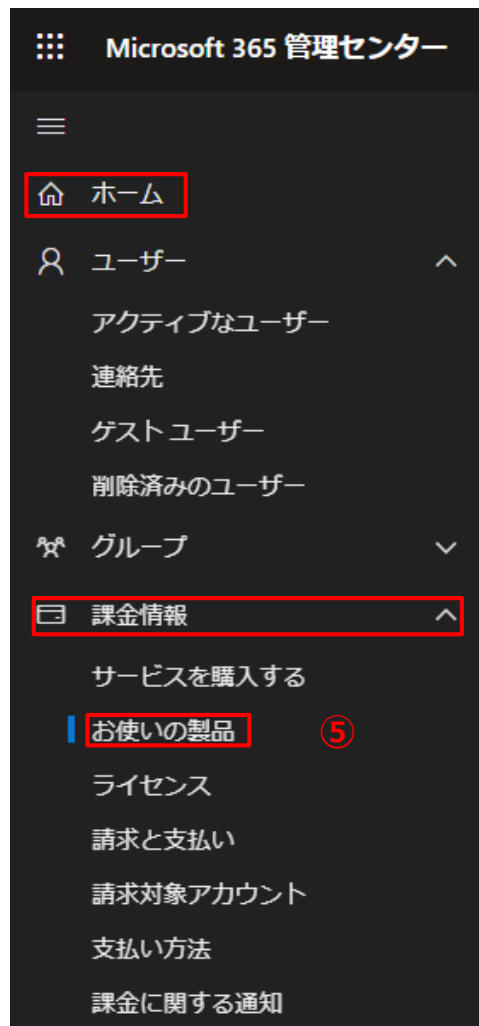 Microsoft 365 管理センター
ホーム
ユーザー
アクティブなユーザー
連絡先
ゲスト ユーザー
削除済みのユーザー
グループ
課金情報
サービスを購入する
お使いの製品 ⑤
ライセンス
請求と支払い
請求対象アカウント
支払い方法
課金に関する通知